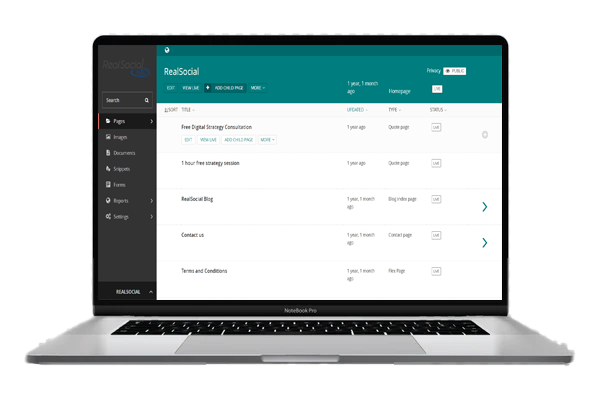 RealSocial
RealSocial
Privacy PUBLIC
EDIT VIEW LIVE ADD CHILD PAGE MORE
1 year, 1 month
ago
Homepage
LIVE
Search
SORT TITLE UPDATED TYPE STATUS
Pages
Images
Documents
Snippets
Forms
Reports
Settings
REALSOCIAL
Free Digital Strategy Consultation 1 year ago Quote page LIVE
EDIT VIEW LIVE ADD CHILD PAGE MORE
1 hour free strategy session 1 year ago Quote page LIVE
RealSocial Blog 1 year, 1 month Blog index page LIVE
ago
Contact us 1 year, 1 month Contact page LIVE
ago
Terms and Conditions 1 year, 1 month Flex Page LIVE
ago
NoteBook Pro